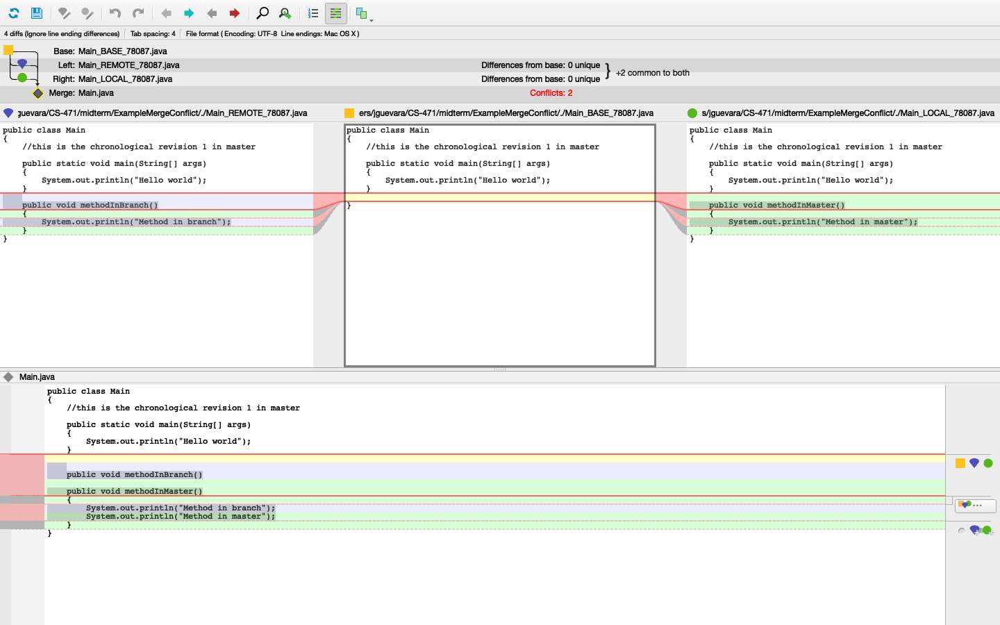 4 diffs (Ignore line ending differences) Tab spacing: 4 File format ( Encoding: UTF-8 Line endings: Mac OS X )
Base: Main_BASE_78087.java
Left: Main_REMOTE_78087.java Differences from base: 0 unique
Right: Main_LOCAL_78087.java Differences from base: 0 unique
} +2 common to both
Merge: Main.java Conflicts: 2
guevara/CS-471/midterm/ExampleMergeConflict/./Main_REMOTE_78087.java
public class Main
{
//this is the chronological revision 1 in master
public static void main(String[] args)
{
System.out.println("Hello world");
}
public void methodInBranch()
{
System.out.println("Method in branch");
}
}
ers/jguevara/CS-471/midterm/ExampleMergeConflict/./Main_BASE_78087.java
public class Main
{
//this is the chronological revision 1 in master
public static void main(String[] args)
{
System.out.println("Hello world");
}
}
s/jguevara/CS-471/midterm/ExampleMergeConflict/./Main_LOCAL_78087.java
public class Main
{
//this is the chronological revision 1 in master
public static void main(String[] args)
{
System.out.println("Hello world");
}
public void methodInMaster()
{
System.out.println("Method in master");
}
}
Main.java
public class Main
{
//this is the chronological revision 1 in master
public static void main(String[] args)
{
System.out.println("Hello world");
}
public void methodInBranch()
public void methodInMaster()
{
System.out.println("Method in branch");
System.out.println("Method in master");
}
}
...